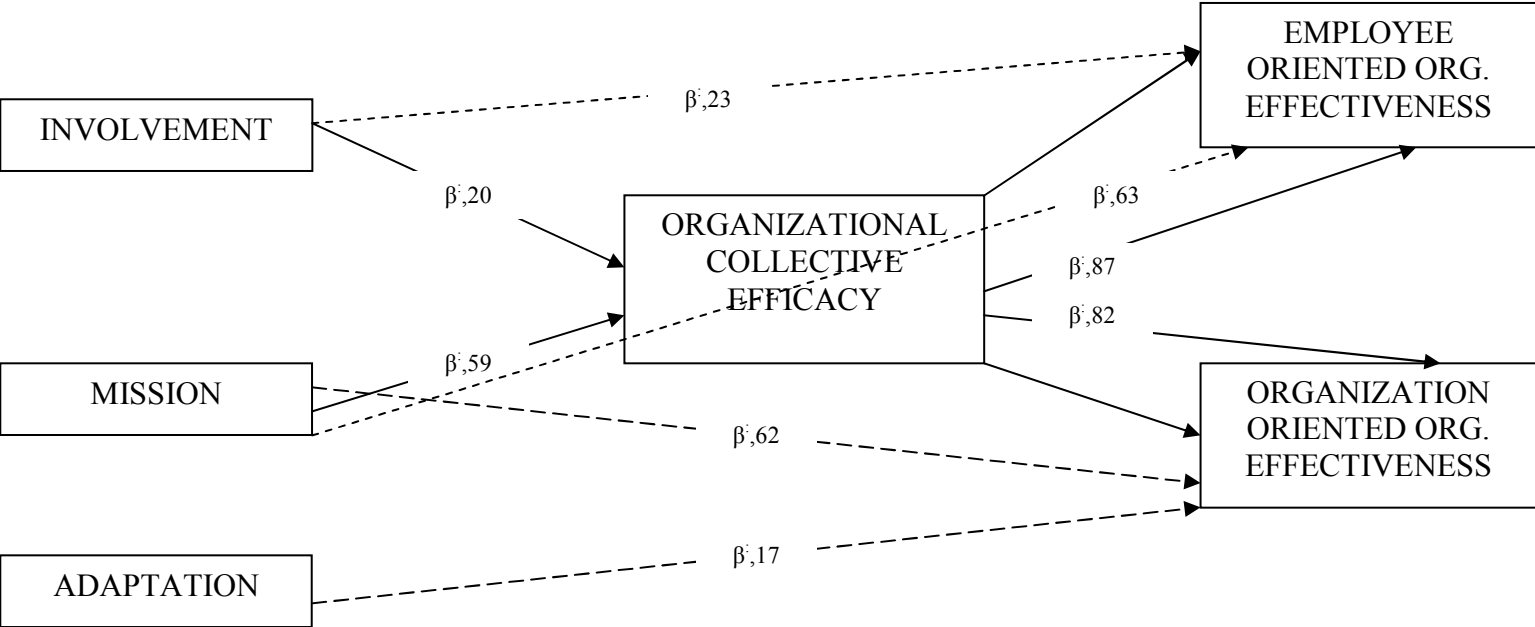 EMPLOYEE
ORIENTED ORG.
EFFECTIVENESS
β:,23
INVOLVEMENT
β:,20
β:,63
ORGANIZATIONAL
COLLECTIVE
EFFICACY
β:,87
β:,82
β:,59
MISSION
ORGANIZATION
ORIENTED ORG.
EFFECTIVENESS
β:,62
β:,17
ADAPTATION